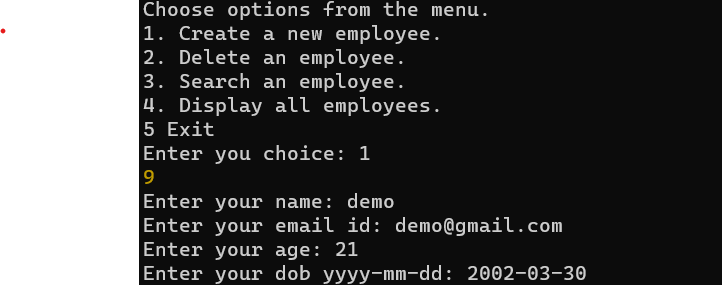 Choose options from the menu.
1. Create a new employee.
2. Delete an employee.
3. Search an employee.
4. Display all employees.
5 Exit
Enter you choice: 1
9
Enter your name: demo
Enter your email id: demo@gmail.com
Enter your age: 21
Enter your dob yyyy-mm-dd: 2002-03-30